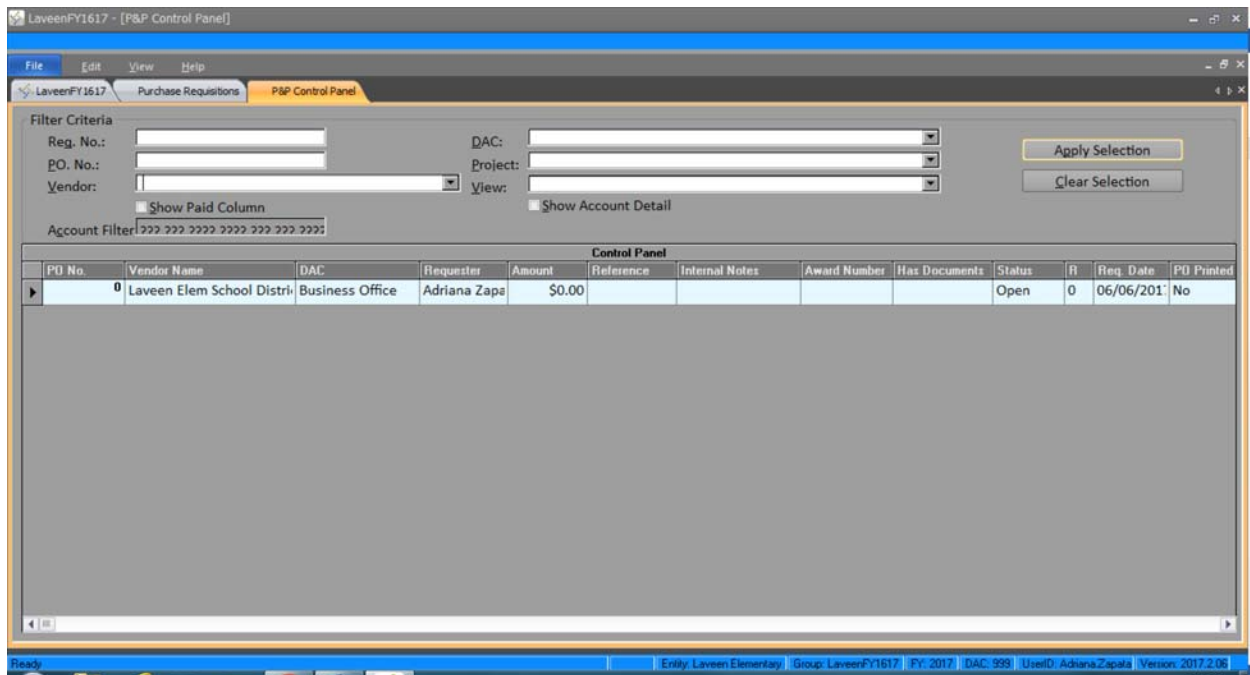 LaveenFY1617 - [P&P Control Panel]
File Edit View Help
LaveenFY1617 Purchase Requisitions P&P Control Panel
Filter Criteria
Req. No.: DAC: Apply Selection
PO. No.: Project:
Vendor: View: Clear Selection
Show Paid Column Show Account Detail
Account Filter ??? ??? ???? ???? ??? ??? ????
Control Panel
PO No. Vendor Name DAC Requester Amount Reference Internal Notes Award Number Has Documents Status R Req. Date PO Printed
0 Laveen Elem School Distri Business Office Adriana Zapa $0.00 Open 0 06/06/201 No
Ready Entity: Laveen Elementary Group: LaveenFY1617 FY: 2017 DAC: 999 UserID: Adriana.Zapata Version: 2017.2.06